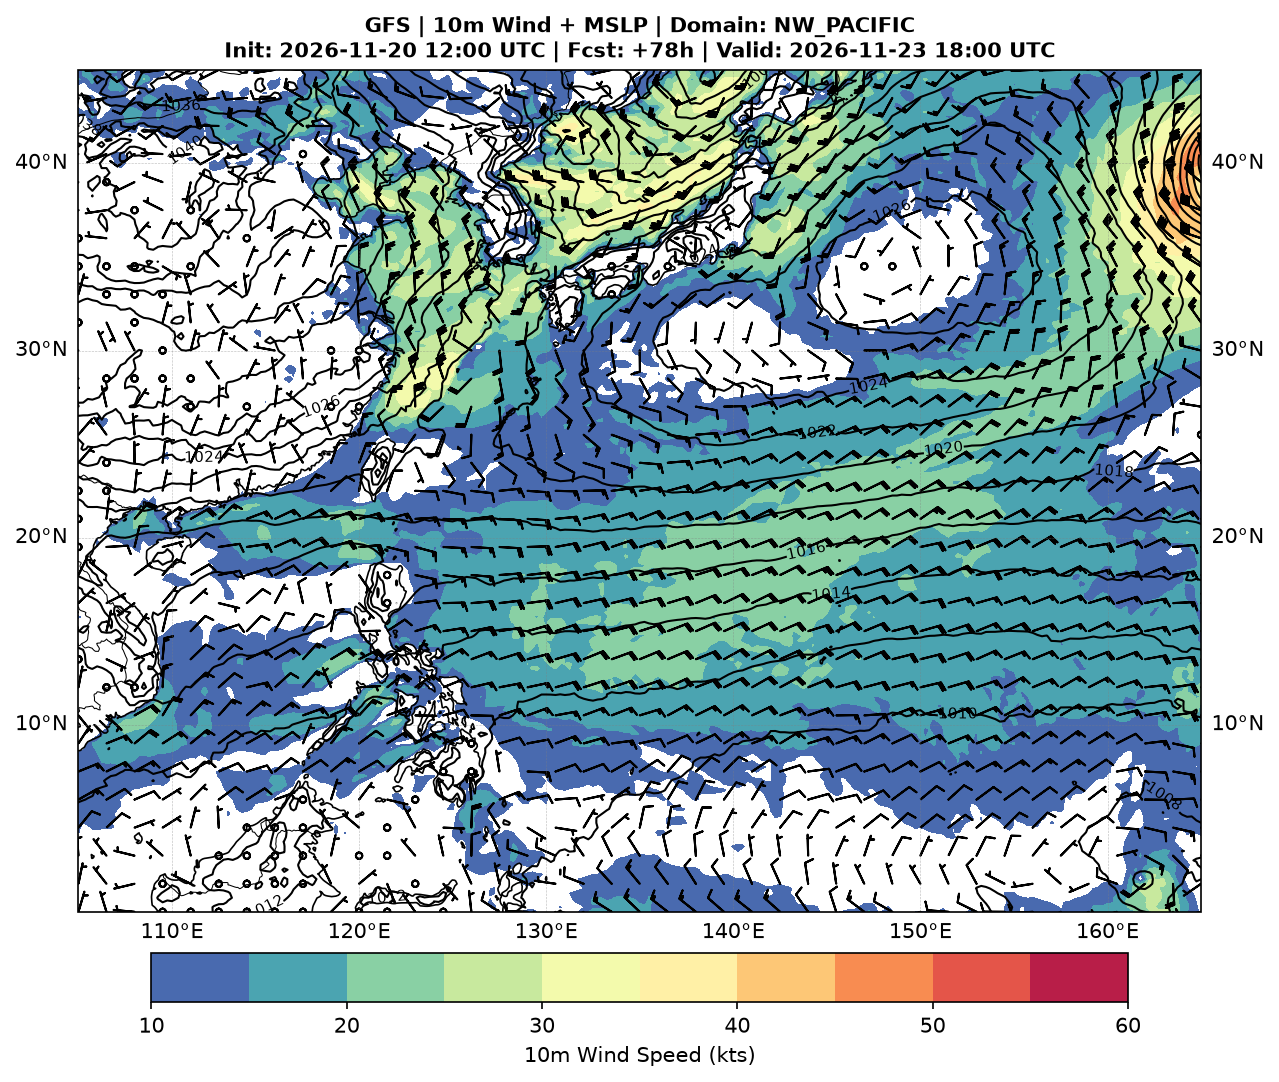 GFS | 10m Wind + MSLP | Domain: NW_PACIFIC
Init: 2026-11-20 12:00 UTC | Fcst: +78h | Valid: 2026-11-23 18:00 UTC
1036
1040
1026
40°N
40°N
1026
30°N
30°N
1024
1026
1022
1020
1024
1018
20°N
20°N
1016
1014
10°N
10°N
1010
1008
1012
110°E
120°E
130°E
140°E
150°E
160°E
10
20
30
40
50
60
10m Wind Speed (kts)